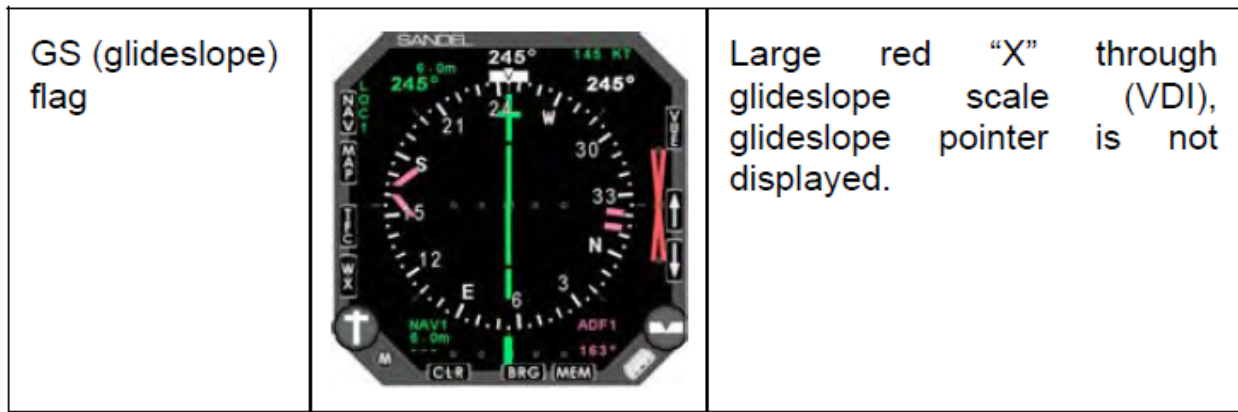 GS (glideslope)
flag
SANDEL
245°
145 KT
6.0m
245°
245°
LOC1
NAV
MAP
TFC
WX
24
W
21
30
S
33
15
N
12
3
E
6
NAV1
6.0m
---
ADF1
163°
M
CLR
BRG
MEM
Large red “X” through
glideslope scale (VDI),
glideslope pointer is not
displayed.